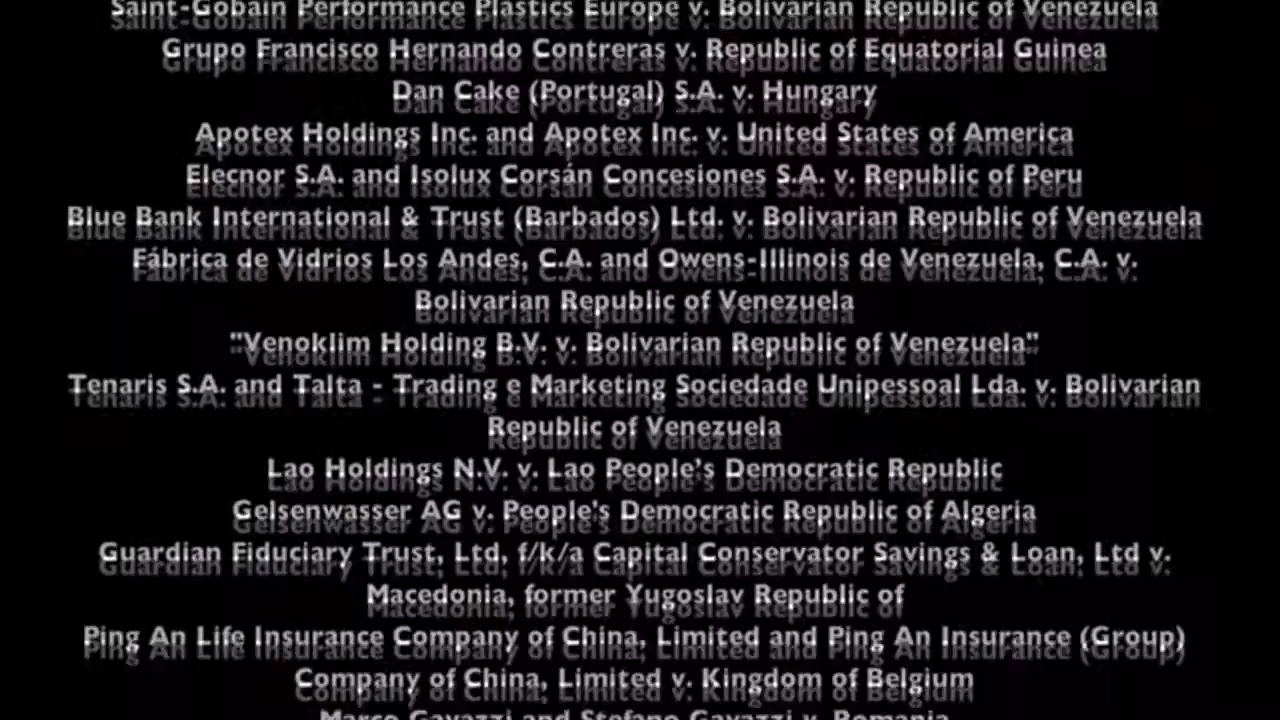 Saint-Gobain Performance Plastics Europe v. Bolivarian Republic of Venezuela
Grupo Francisco Hernando Contreras v. Republic of Equatorial Guinea
Dan Cake (Portugal) S.A. v. Hungary
Apotex Holdings Inc. and Apotex Inc. v. United States of America
Elecnor S.A. and Isolux Corsán Concesiones S.A. v. Republic of Peru
Blue Bank International & Trust (Barbados) Ltd. v. Bolivarian Republic of Venezuela
Fábrica de Vidrios Los Andes, C.A. and Owens-Illinois de Venezuela, C.A. v.
Bolivarian Republic of Venezuela
"Venoklim Holding B.V. v. Bolivarian Republic of Venezuela"
Tenaris S.A. and Talta - Trading e Marketing Sociedade Unipessoal Lda. v. Bolivarian
Republic of Venezuela
Lao Holdings N.V. v. Lao People's Democratic Republic
Gelsenwasser AG v. People's Democratic Republic of Algeria
Guardian Fiduciary Trust, Ltd, f/k/a Capital Conservator Savings & Loan, Ltd v.
Macedonia, former Yugoslav Republic of
Ping An Life Insurance Company of China, Limited and Ping An Insurance (Group)
Company of China, Limited v. Kingdom of Belgium
Marco Gavazzi and Stefano Gavazzi v. Romania